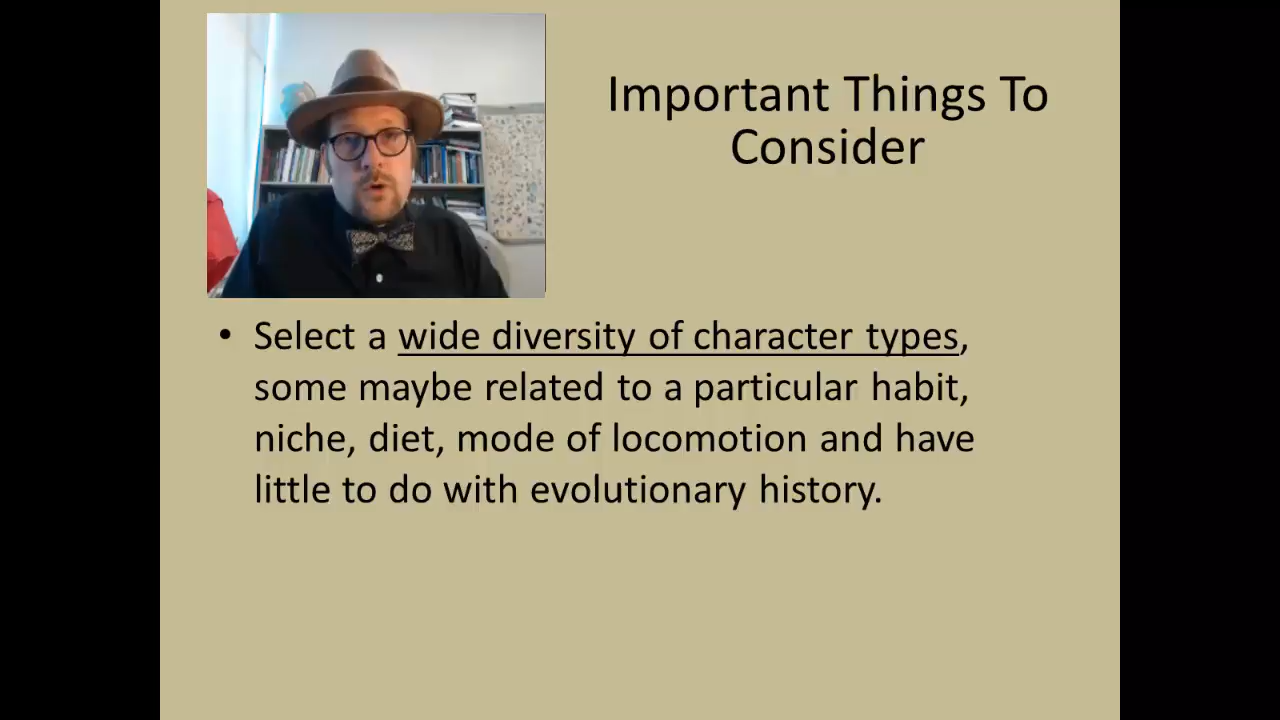 Important Things To
Consider
• Select a wide diversity of character types,
some maybe related to a particular habit,
niche, diet, mode of locomotion and have
little to do with evolutionary history.